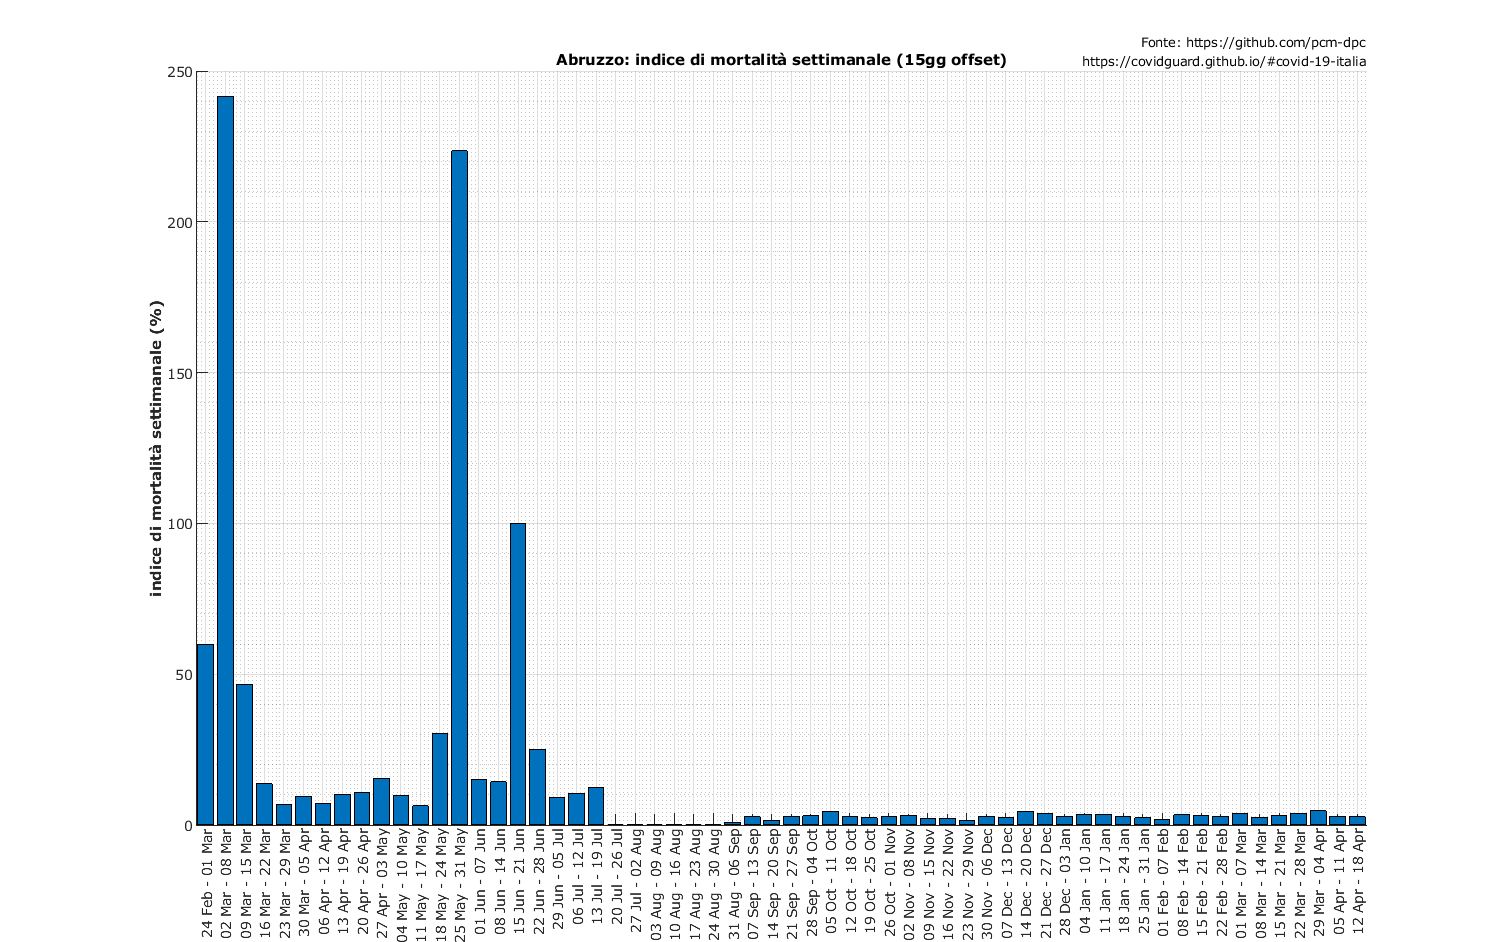 Fonte: https://github.com/pcm-dpc
Abruzzo: indice di mortalità settimanale (15gg offset)
https://covidguard.github.io/#covid-19-italia
indice di mortalità settimanale (%)
250
200
150
100
50
0
24 Feb - 01 Mar
02 Mar - 08 Mar
09 Mar - 15 Mar
16 Mar - 22 Mar
23 Mar - 29 Mar
30 Mar - 05 Apr
06 Apr - 12 Apr
13 Apr - 19 Apr
20 Apr - 26 Apr
27 Apr - 03 May
04 May - 10 May
11 May - 17 May
18 May - 24 May
25 May - 31 May
01 Jun - 07 Jun
08 Jun - 14 Jun
15 Jun - 21 Jun
22 Jun - 28 Jun
29 Jun - 05 Jul
06 Jul - 12 Jul
13 Jul - 19 Jul
20 Jul - 26 Jul
27 Jul - 02 Aug
03 Aug - 09 Aug
10 Aug - 16 Aug
17 Aug - 23 Aug
24 Aug - 30 Aug
31 Aug - 06 Sep
07 Sep - 13 Sep
14 Sep - 20 Sep
21 Sep - 27 Sep
28 Sep - 04 Oct
05 Oct - 11 Oct
12 Oct - 18 Oct
19 Oct - 25 Oct
26 Oct - 01 Nov
02 Nov - 08 Nov
09 Nov - 15 Nov
16 Nov - 22 Nov
23 Nov - 29 Nov
30 Nov - 06 Dec
07 Dec - 13 Dec
14 Dec - 20 Dec
21 Dec - 27 Dec
28 Dec - 03 Jan
04 Jan - 10 Jan
11 Jan - 17 Jan
18 Jan - 24 Jan
25 Jan - 31 Jan
01 Feb - 07 Feb
08 Feb - 14 Feb
15 Feb - 21 Feb
22 Feb - 28 Feb
01 Mar - 07 Mar
08 Mar - 14 Mar
15 Mar - 21 Mar
22 Mar - 28 Mar
29 Mar - 04 Apr
05 Apr - 11 Apr
12 Apr - 18 Apr